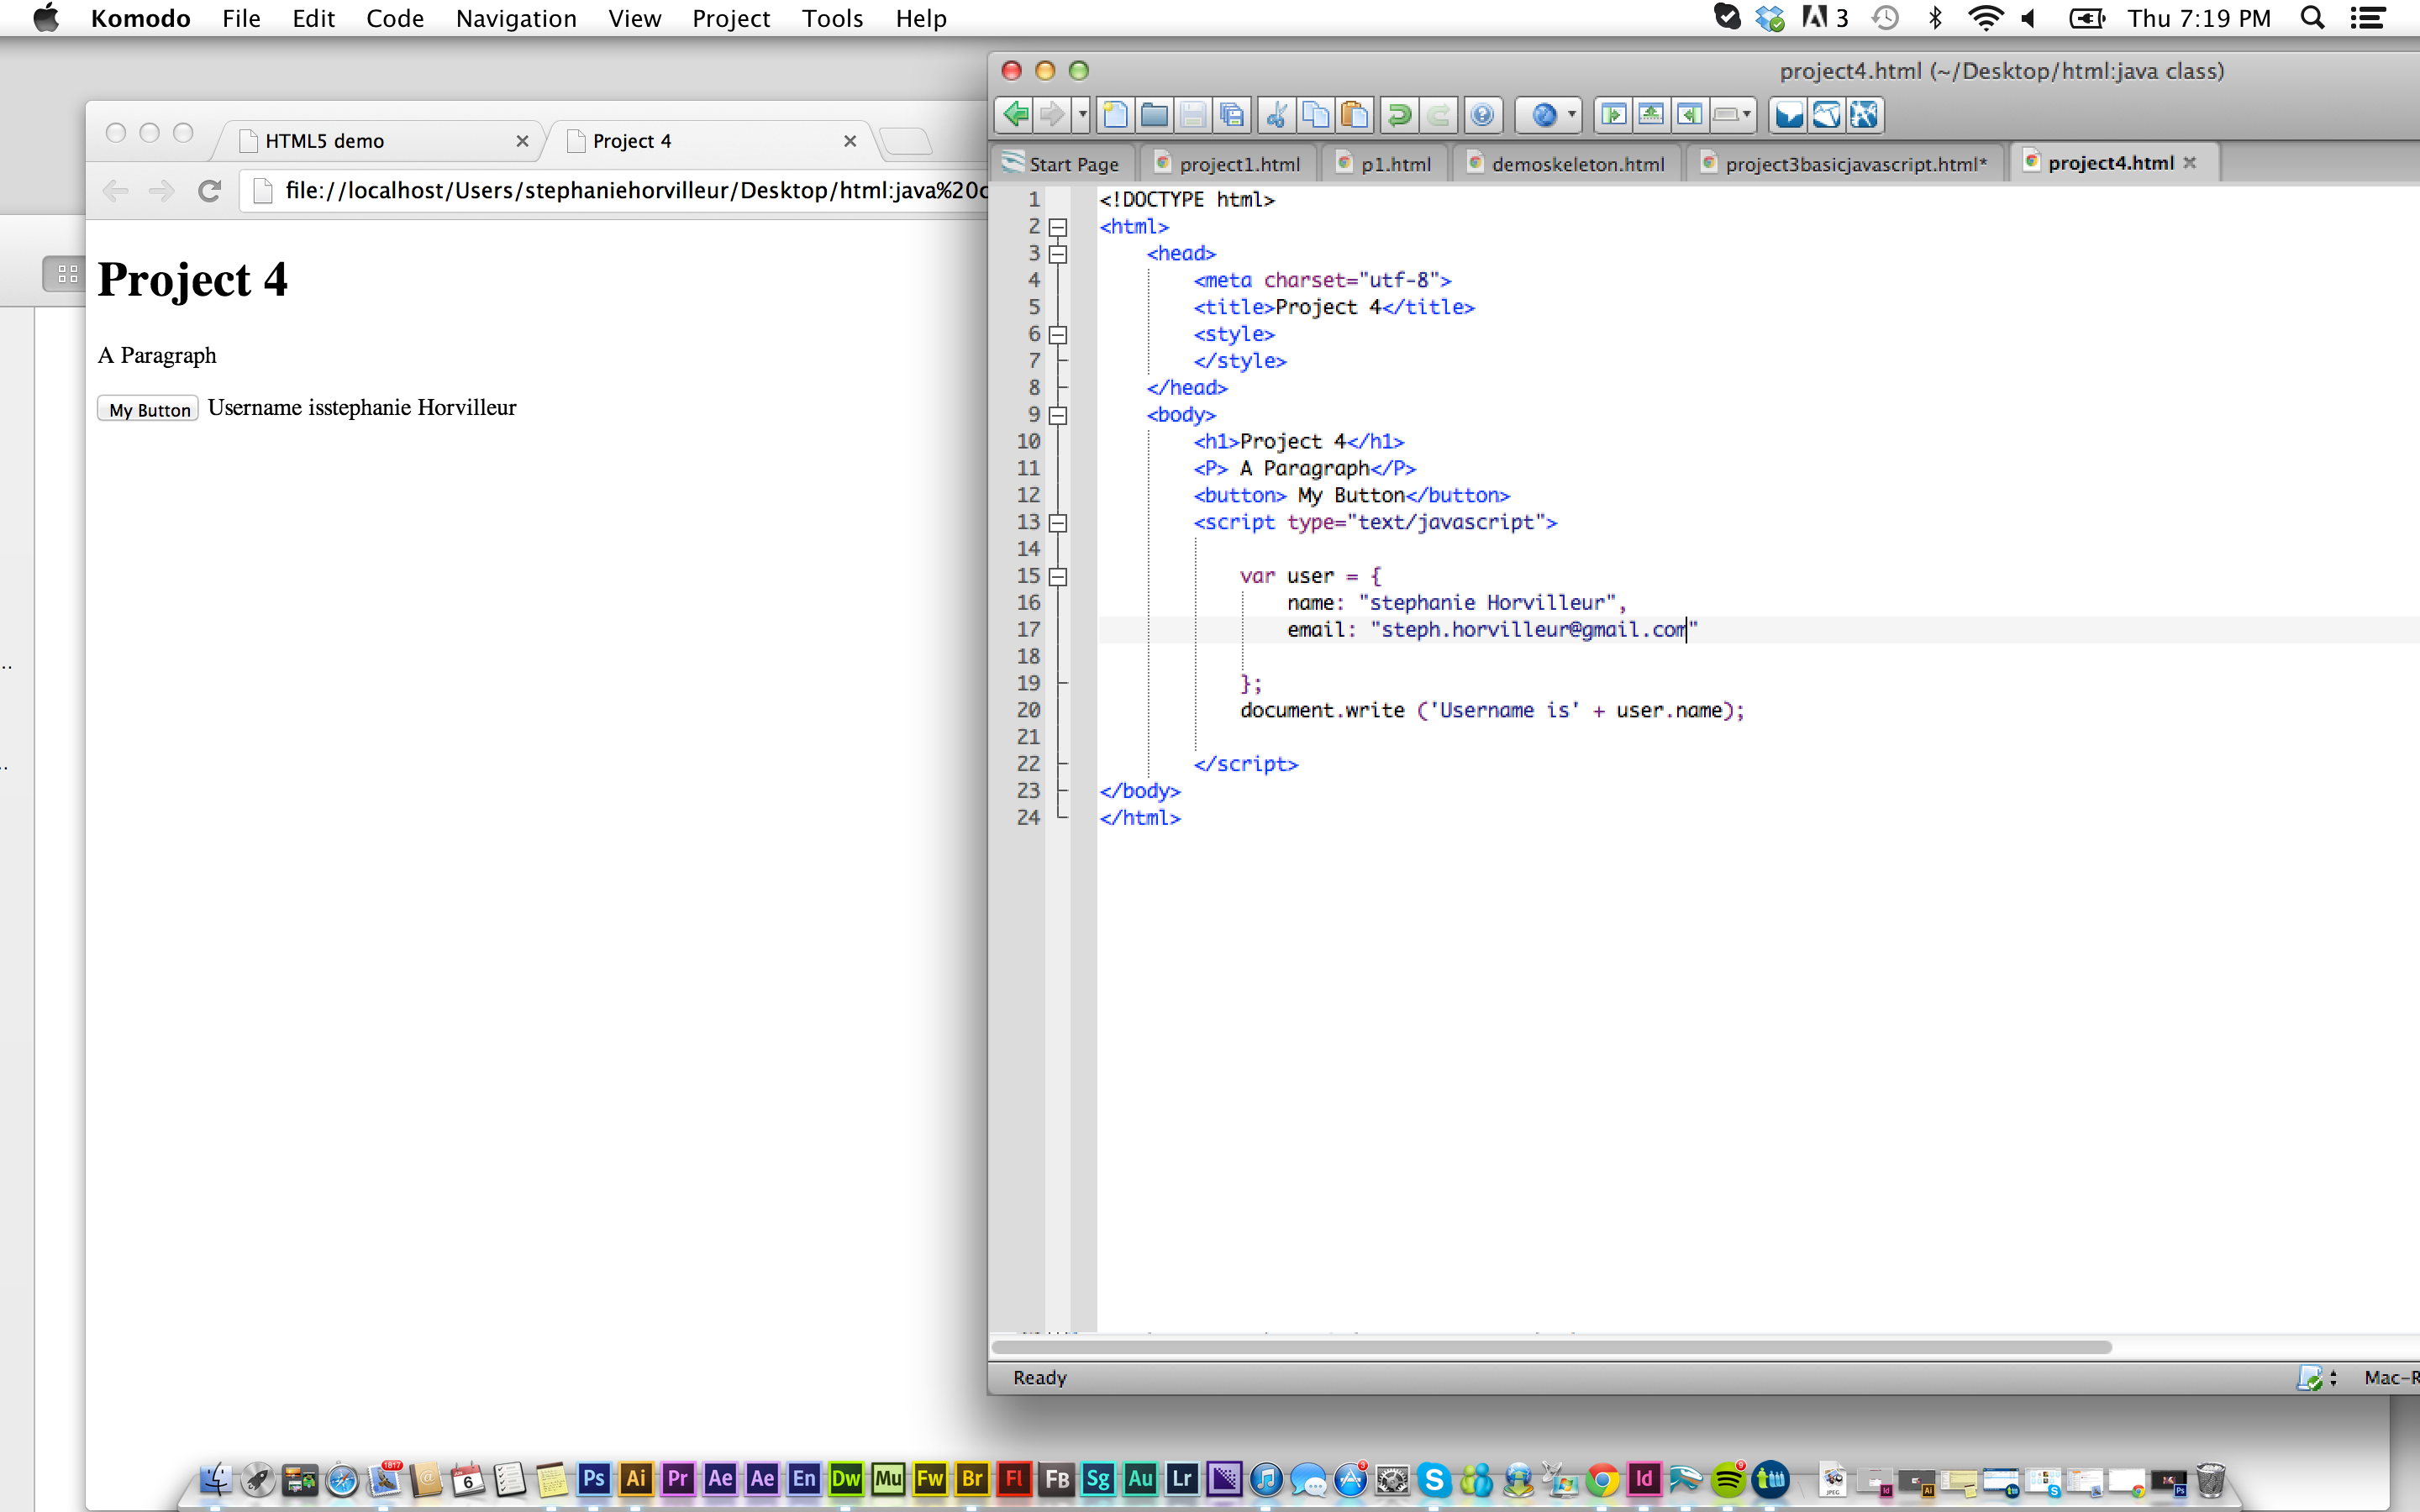 Komodo File Edit Code Navigation View Project Tools Help 3 Thu 7:19 PM
project4.html (~/Desktop/html:java class)
HTML5 demo Project 4
file://localhost/Users/stephaniehorvilleur/Desktop/html:java%20c
Project 4
A Paragraph
My Button Username isstephanie Horvilleur
Start Page project1.html p1.html demoskeleton.html project3basicjavascript.html* project4.html
1 <!DOCTYPE html>
2 <html>
3 <head>
4 <meta charset="utf-8">
5 <title>Project 4</title>
6 <style>
7 </style>
8 </head>
9 <body>
10 <h1>Project 4</h1>
11 <P> A Paragraph</P>
12 <button> My Button</button>
13 <script type="text/javascript">
14
15 var user = {
16 name: "stephanie Horvilleur",
17 email: "steph.horvilleur@gmail.com"
18
19 };
20 document.write ('Username is' + user.name);
21
22 </script>
23 </body>
24 </html>
Ready Mac-R
1817 6 Ps Ai Pr Ae Ae En Dw Mu Fw Br Fl FB Sg Au Lr 3 S Id 9
JPEG Id Ai S Ps